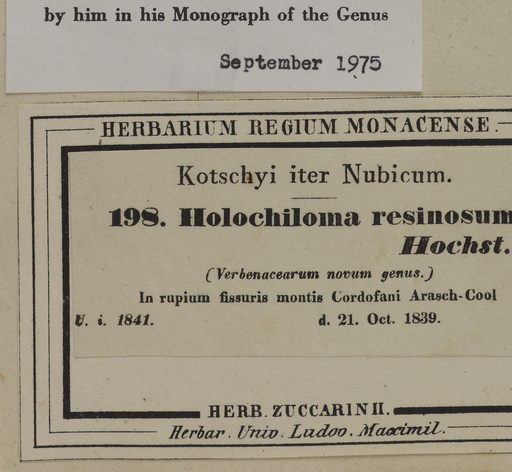 by him in his Monograph of the Genus
September 1975
HERBARIUM REGIUM MONACENSE.
Kotschyi iter Nubicum.
198. Holochiloma resinosum
Hochst.
(Verbenacearum novum genus.)
In rupium fissuris montis Cordofani Arasch-Cool
U. i. 1841. d. 21. Oct. 1839.
HERB. ZUCCARINII.
Herbar. Univ. Ludov. Maximil.